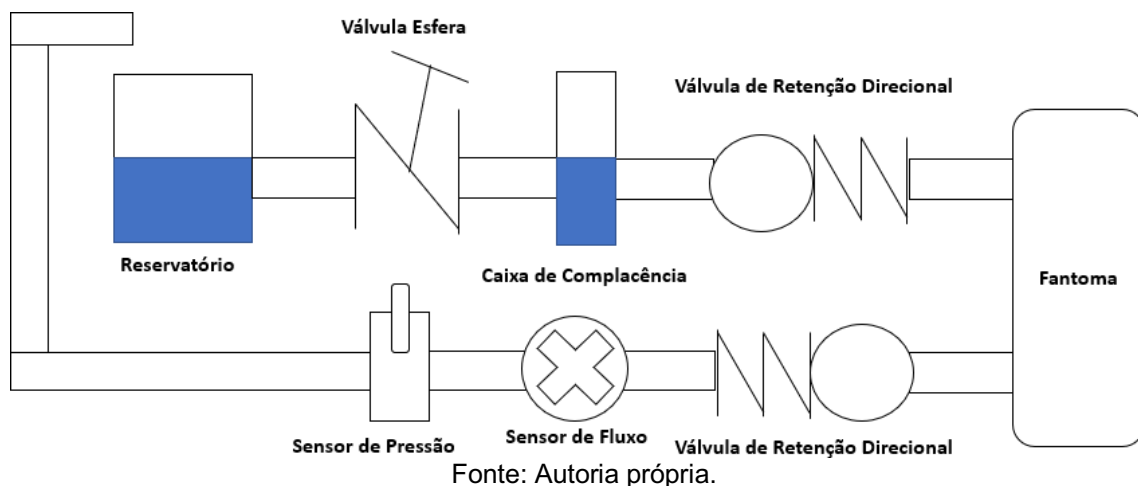 Válvula Esfera
Válvula de Retenção Direcional
Reservatório
Caixa de Complacência
Fantoma
Sensor de Pressão
Sensor de Fluxo
Válvula de Retenção Direcional
Fonte: Autoria própria.